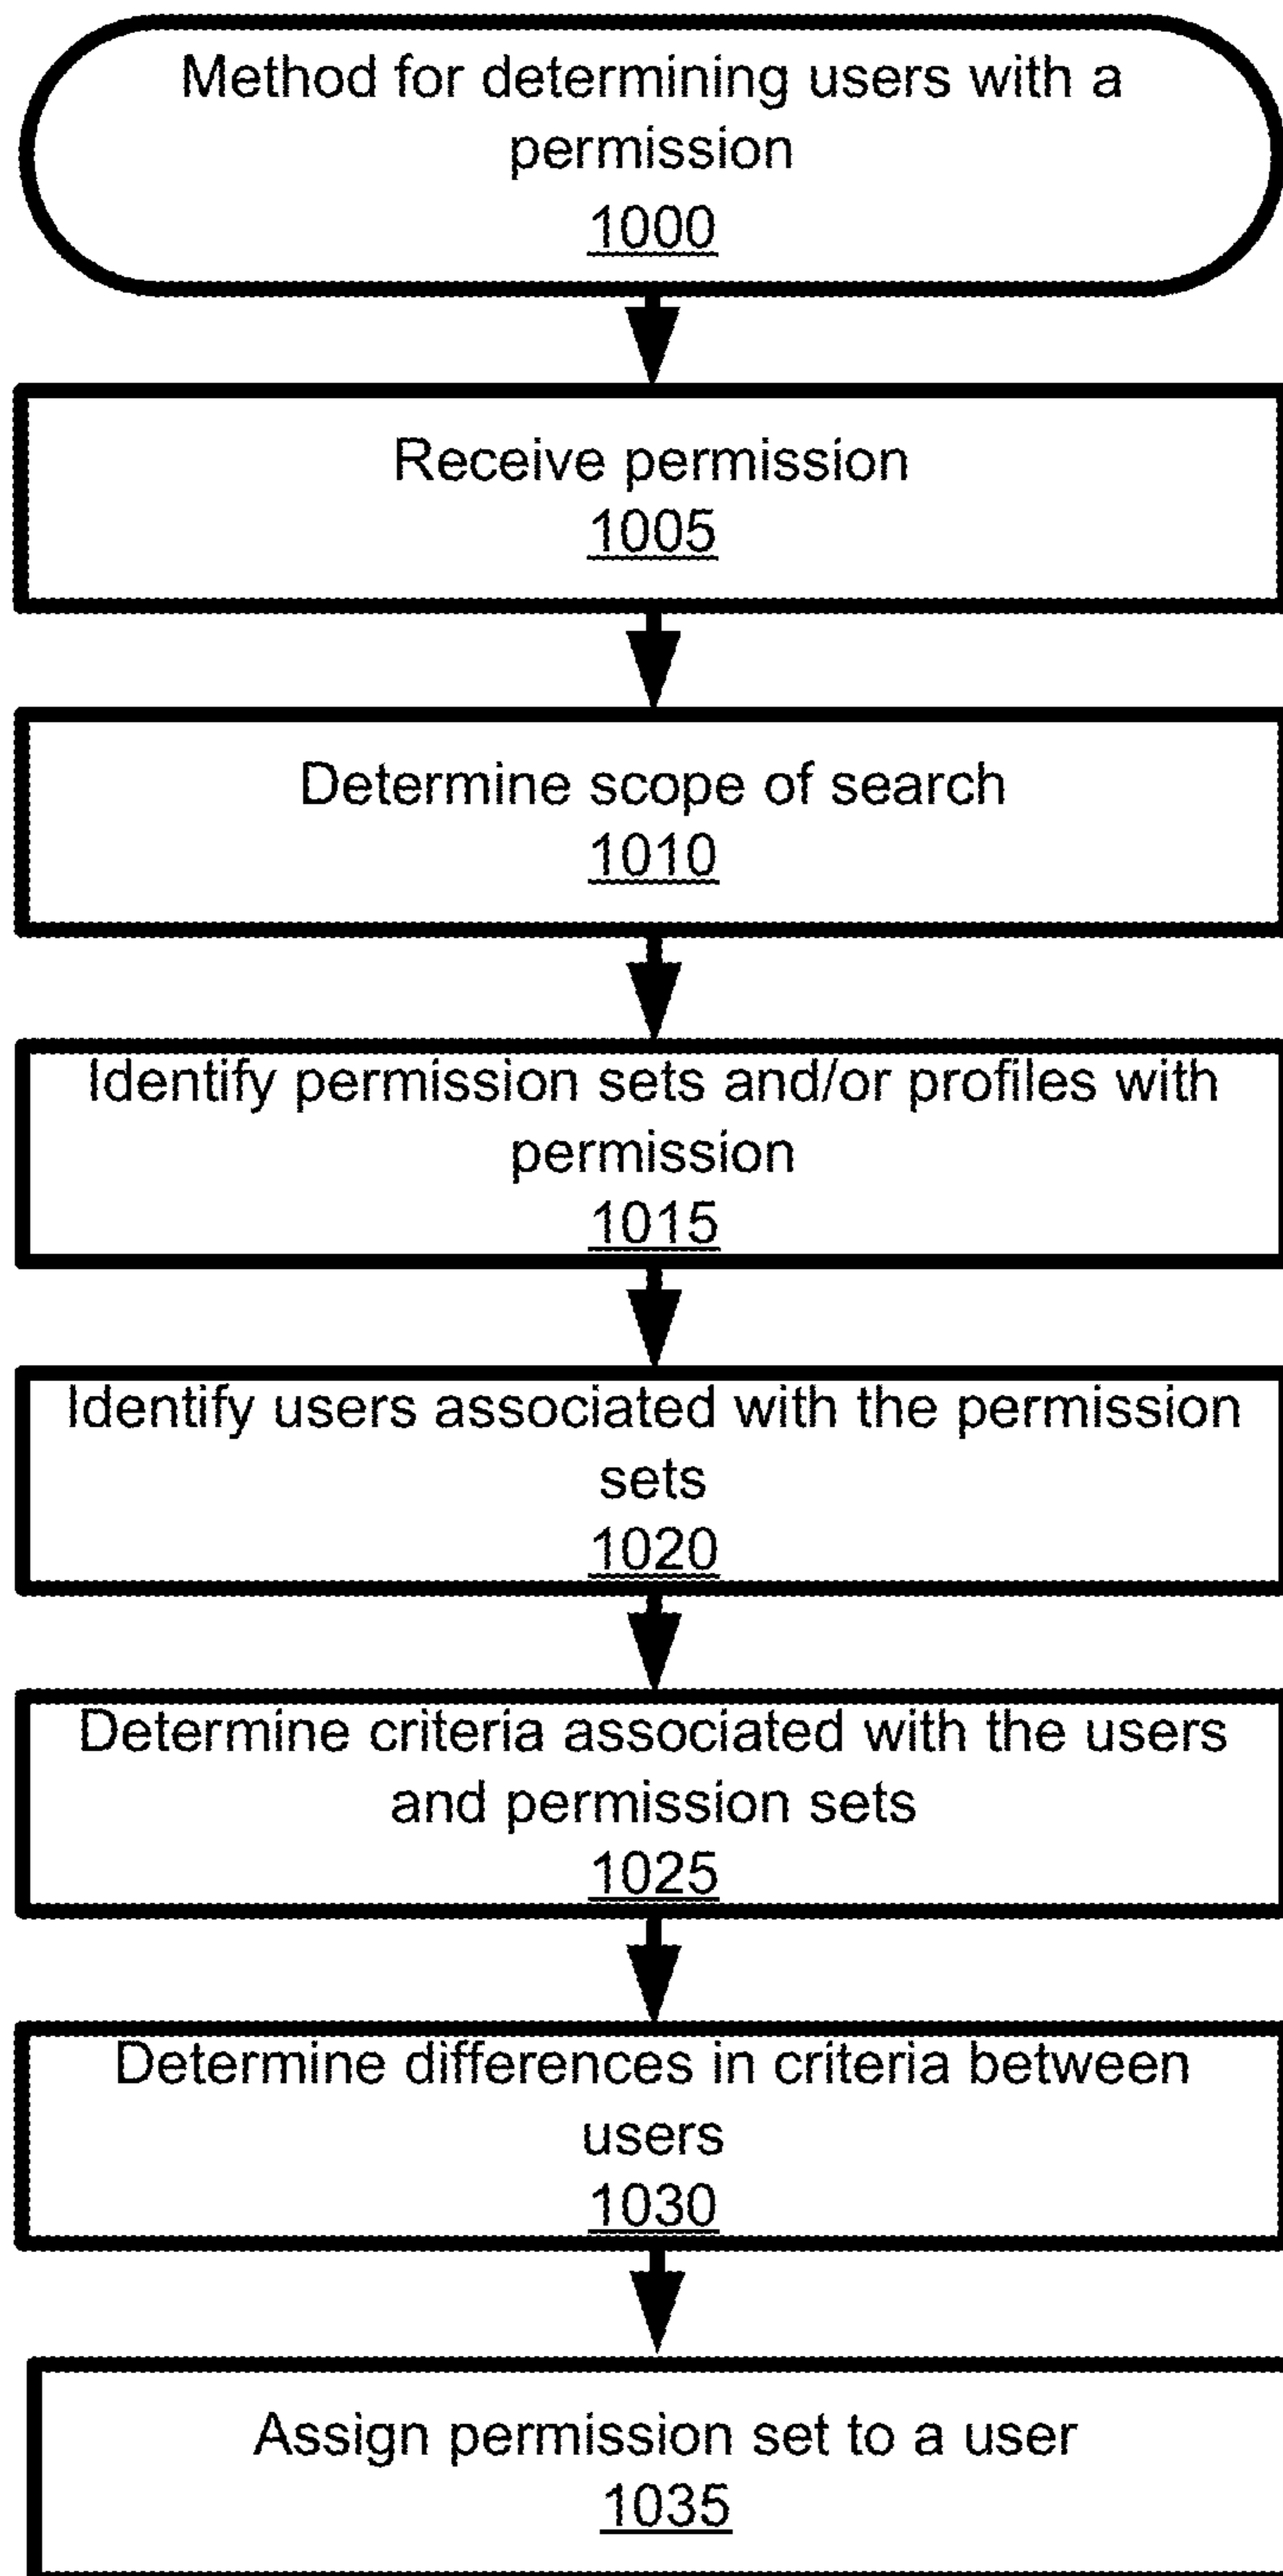 Method for determining users with a
permission
1000
Receive permission
1005
Determine scope of search
1010
Identify permission sets and/or profiles with
permission
1015
Identify users associated with the permission
sets
1020
Determine criteria associated with the users
and permission sets
1025
Determine differences in criteria between
users
1030
Assign permission set to a user
1035